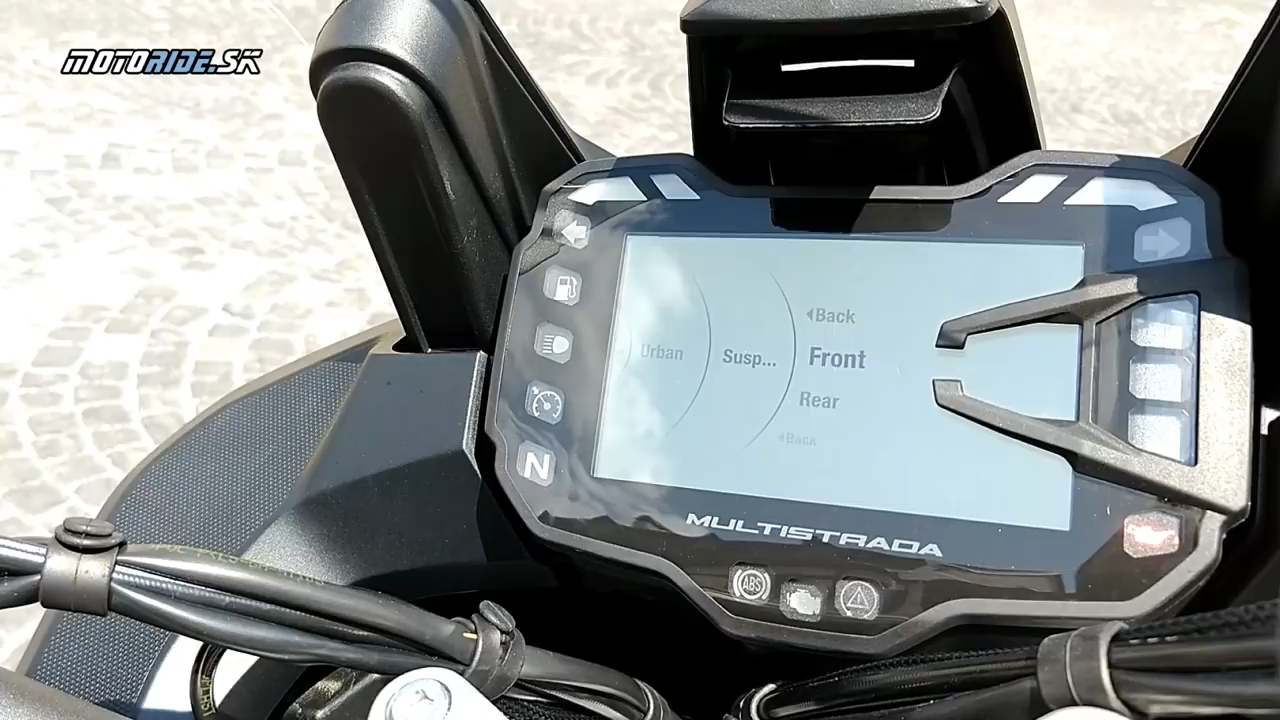 MOTORIDE.SK
◀Back
Urban
Susp...
Front
Rear
◀Back
N
MULTISTRADA
ABS